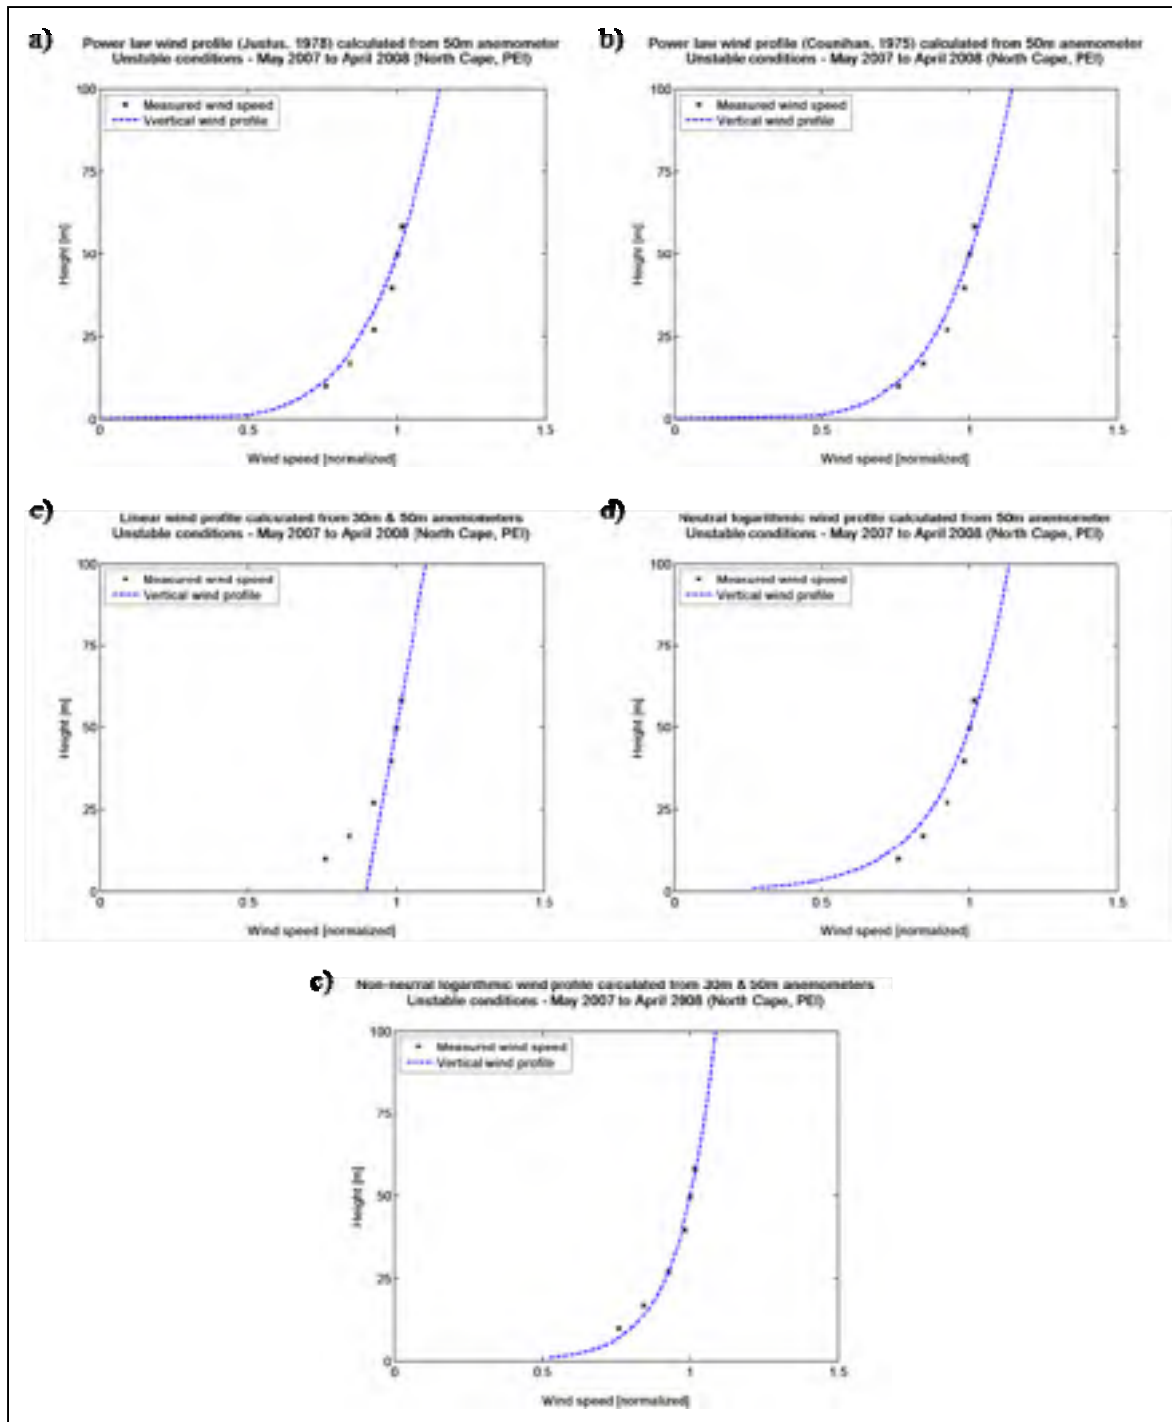 a)
Power law wind profile (Justus, 1978) calculated from 50m anemometer
Unstable conditions - May 2007 to April 2008 (North Cape, PEI)
100
75
50
25
0
Height [m]
Measured wind speed
Vvertical wind profile
0
0.5
1
1.5
Wind speed [normalized]
b)
Power law wind profile (Counihan, 1975) calculated from 50m anemometer
Unstable conditions - May 2007 to April 2008 (North Cape, PEI)
100
75
50
25
0
Height [m]
Measured wind speed
Vertical wind profile
0
0.5
1
1.5
Wind speed [normalized]
c)
Linear wind profile calculated from 30m & 50m anemometers
Unstable conditions - May 2007 to April 2008 (North Cape, PEI)
100
75
50
25
0
Height [m]
Measured wind speed
Vertical wind profile
0
0.5
1
1.5
Wind speed [normalized]
d)
Neutral logarithmic wind profile calculated from 50m anemometer
Unstable conditions - May 2007 to April 2008 (North Cape, PEI)
100
75
50
25
0
Height [m]
Measured wind speed
Vertical wind profile
0
0.5
1
1.5
Wind speed [normalized]
e)
Non-neutral logarithmic wind profile calculated from 30m & 50m anemometers
Unstable conditions - May 2007 to April 2008 (North Cape, PEI)
100
75
50
25
0
Height [m]
Measured wind speed
Vertical wind profile
0
0.5
1
1.5
Wind speed [normalized]